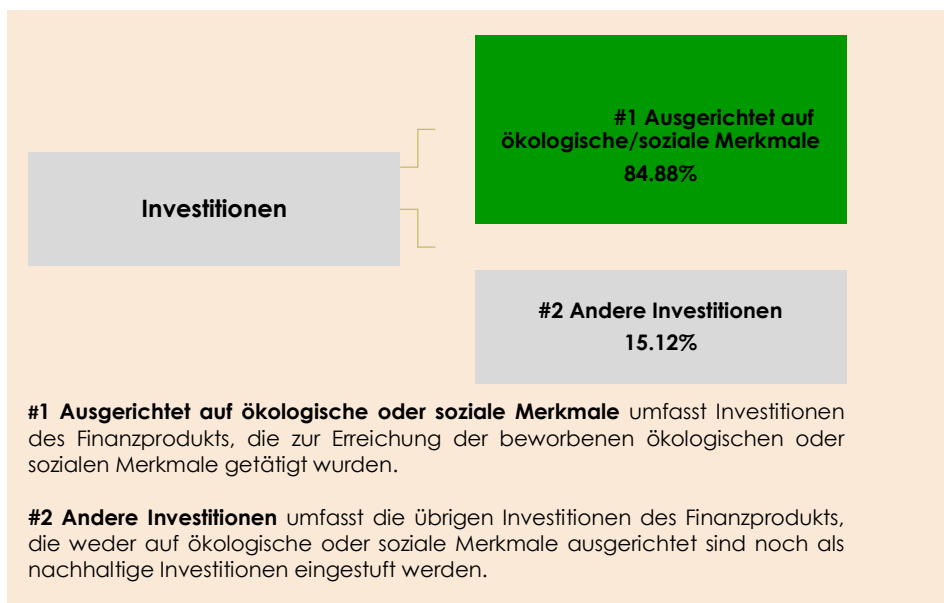 Investitionen
#1 Ausgerichtet auf
ökologische/soziale Merkmale
84.88%
#2 Andere Investitionen
15.12%
#1 Ausgerichtet auf ökologische oder soziale Merkmale umfasst Investitionen
des Finanzprodukts, die zur Erreichung der beworbenen ökologischen oder
sozialen Merkmale getätigt wurden.
#2 Andere Investitionen umfasst die übrigen Investitionen des Finanzprodukts,
die weder auf ökologische oder soziale Merkmale ausgerichtet sind noch als
nachhaltige Investitionen eingestuft werden.